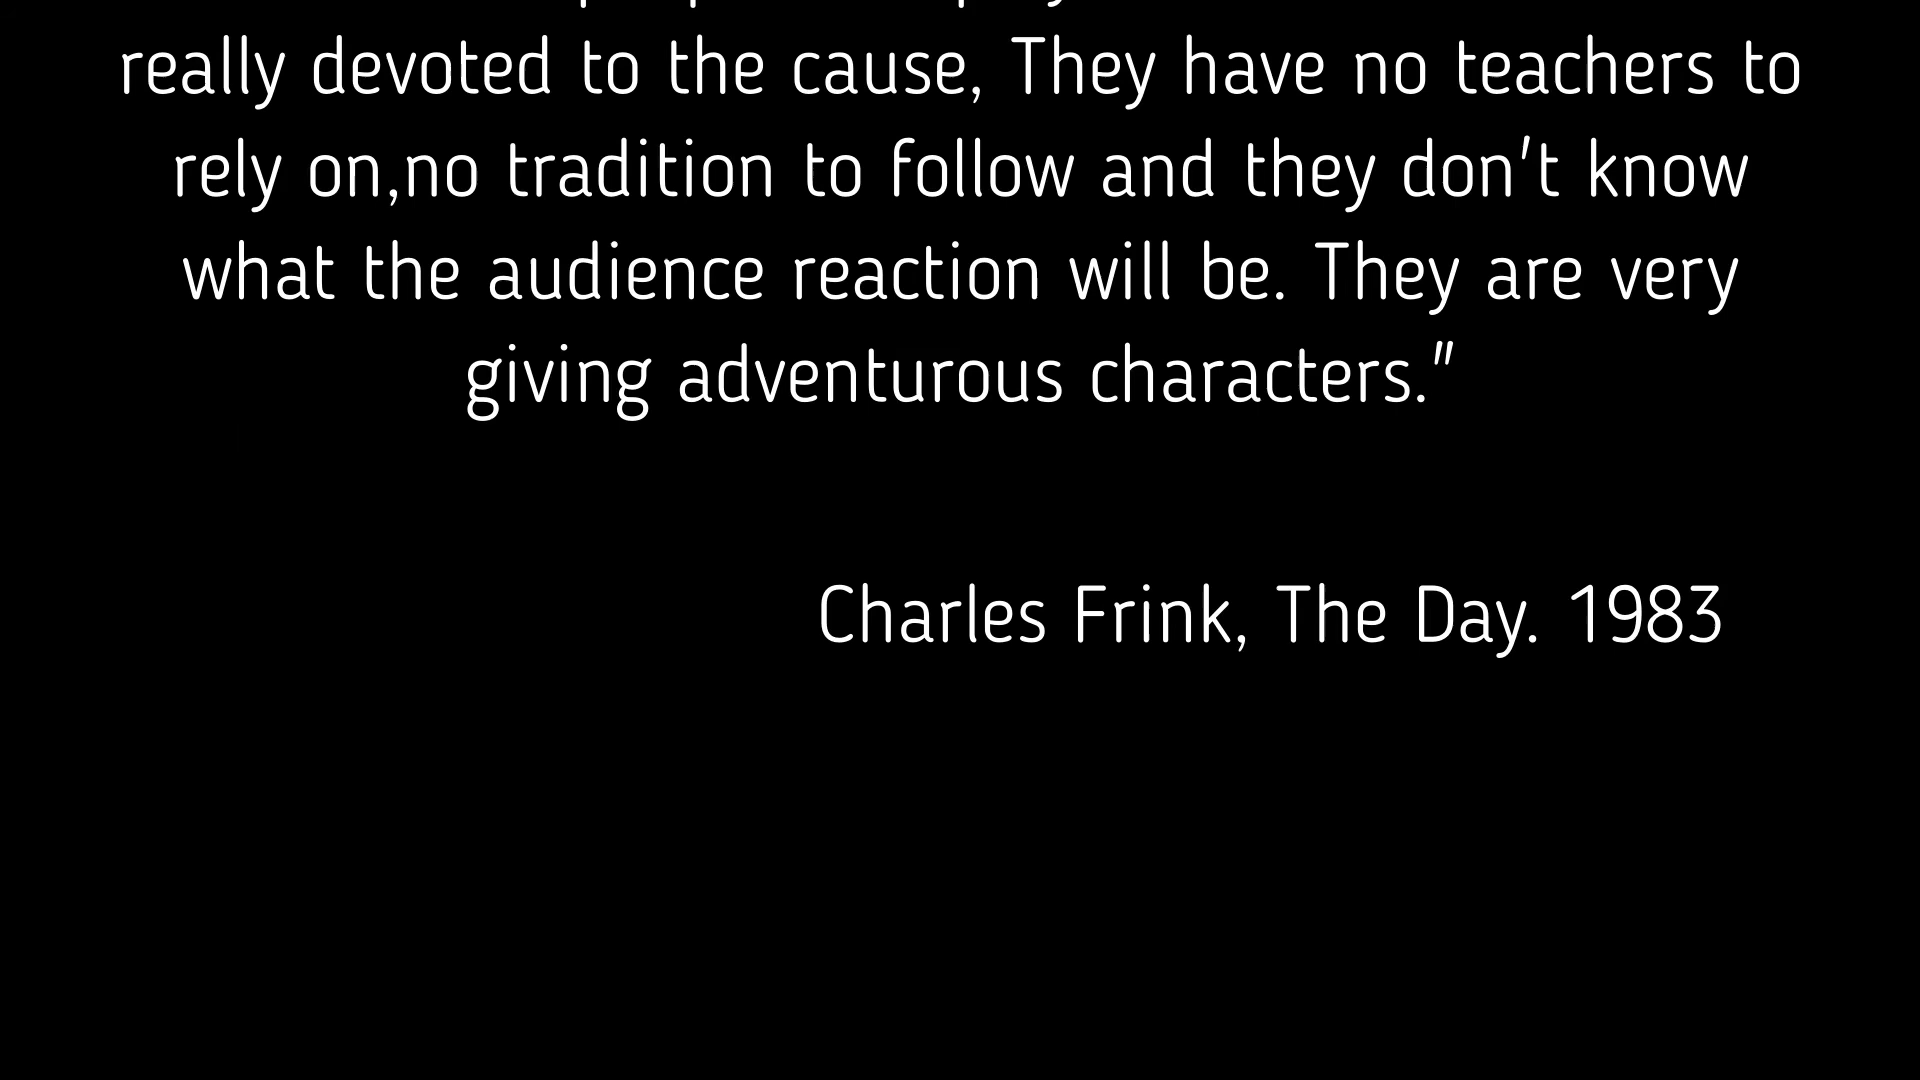 really devoted to the cause, They have no teachers to
rely on,no tradition to follow and they don't know
what the audience reaction will be. They are very
giving adventurous characters."
Charles Frink, The Day. 1983